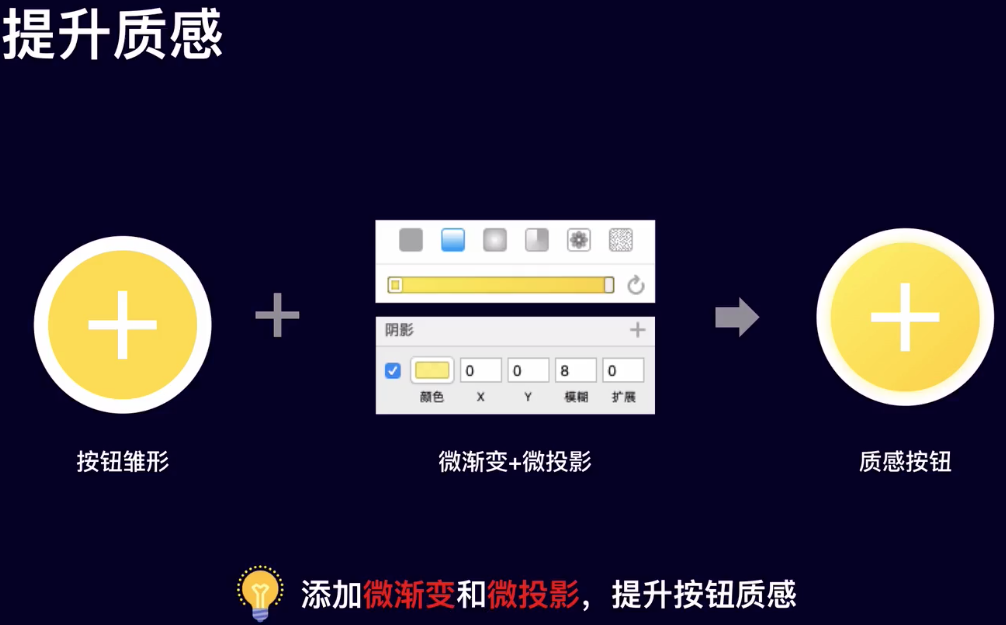 提升质感
阴影
0 0 8 0
颜色 X Y 模糊 扩展
按钮雏形
微渐变+微投影
质感按钮
添加微渐变和微投影，提升按钮质感